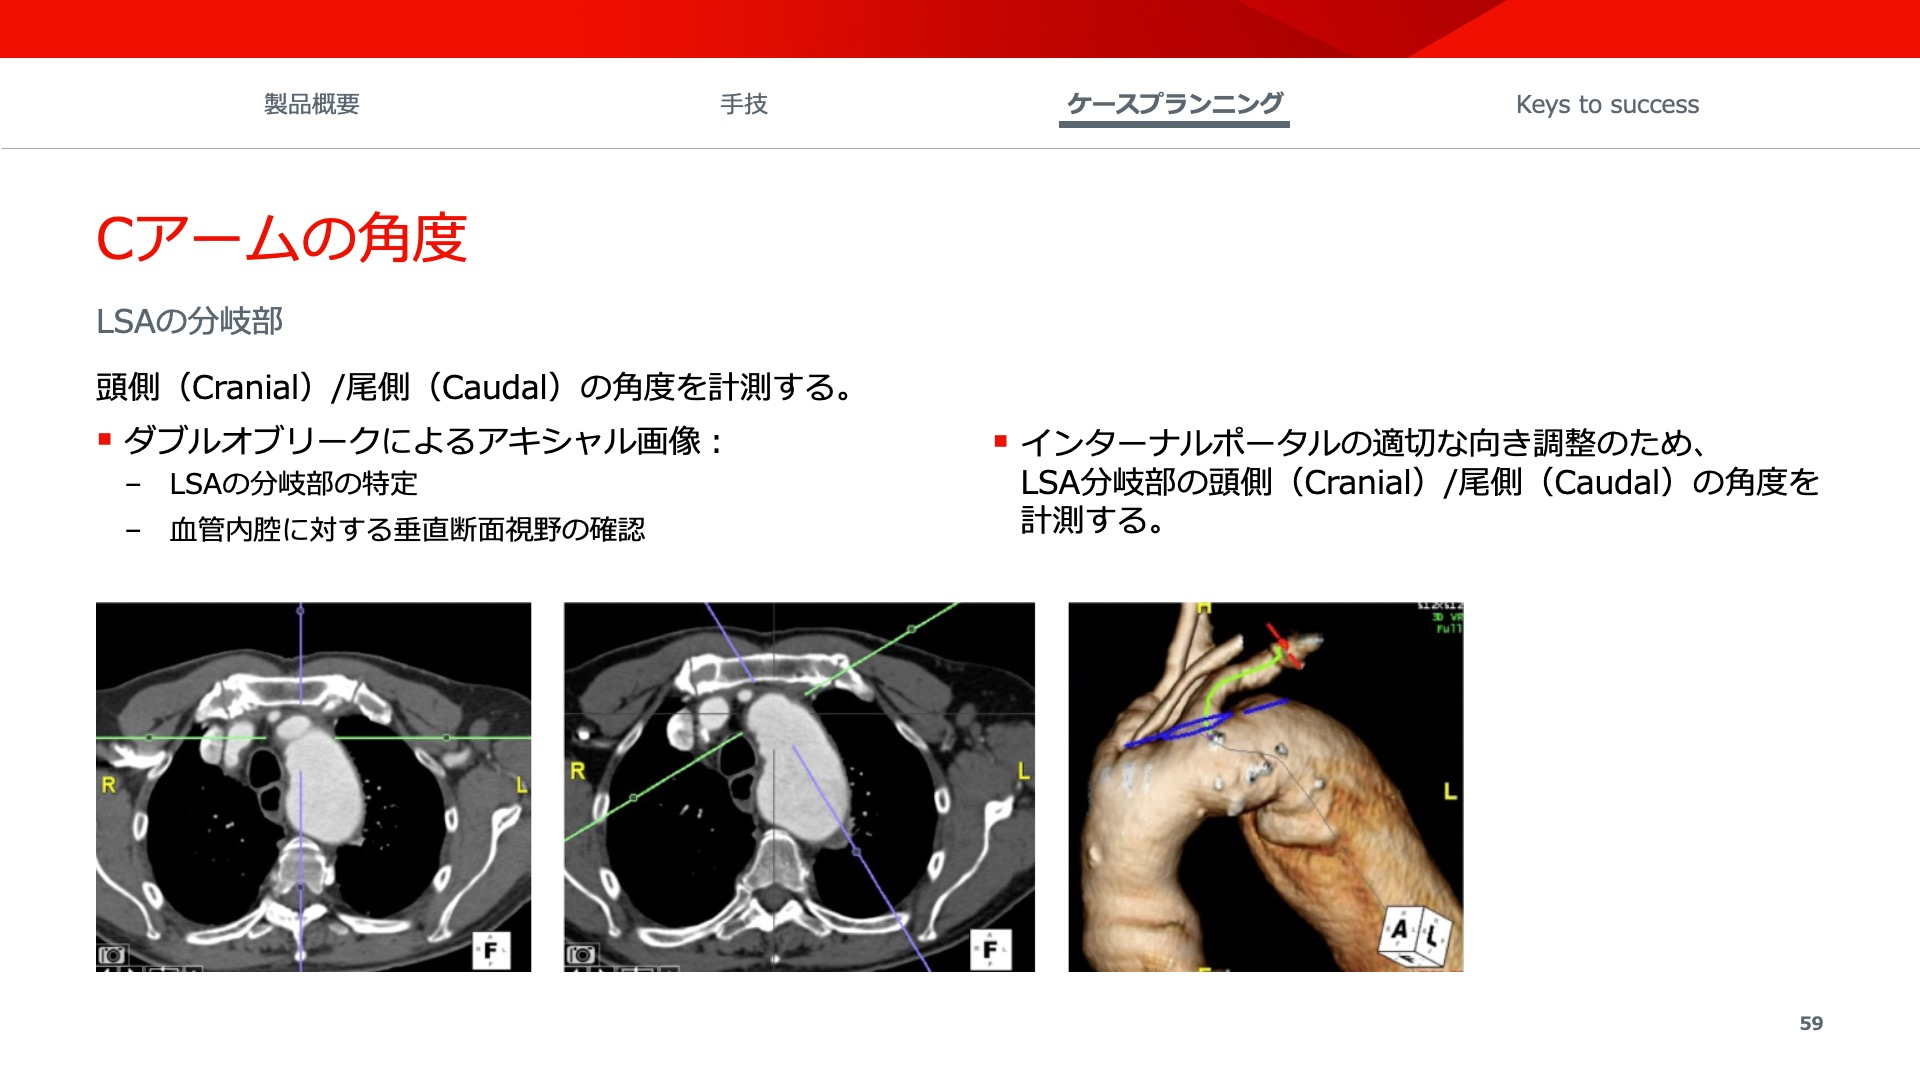 製品概要
手技
ケースプランニング
Keys to success
Cアームの角度
LSAの分岐部
頭側（Cranial）/尾側（Caudal）の角度を計測する。
▪ ダブルオブリークによるアキシャル画像：
– LSAの分岐部の特定
– 血管内腔に対する垂直断面視野の確認
▪ インターナルポータルの適切な向き調整のため、
LSA分岐部の頭側（Cranial）/尾側（Caudal）の角度を
計測する。
R
L
F
R
L
F
H
512x512
3D VR
Full
L
A
L
F
59